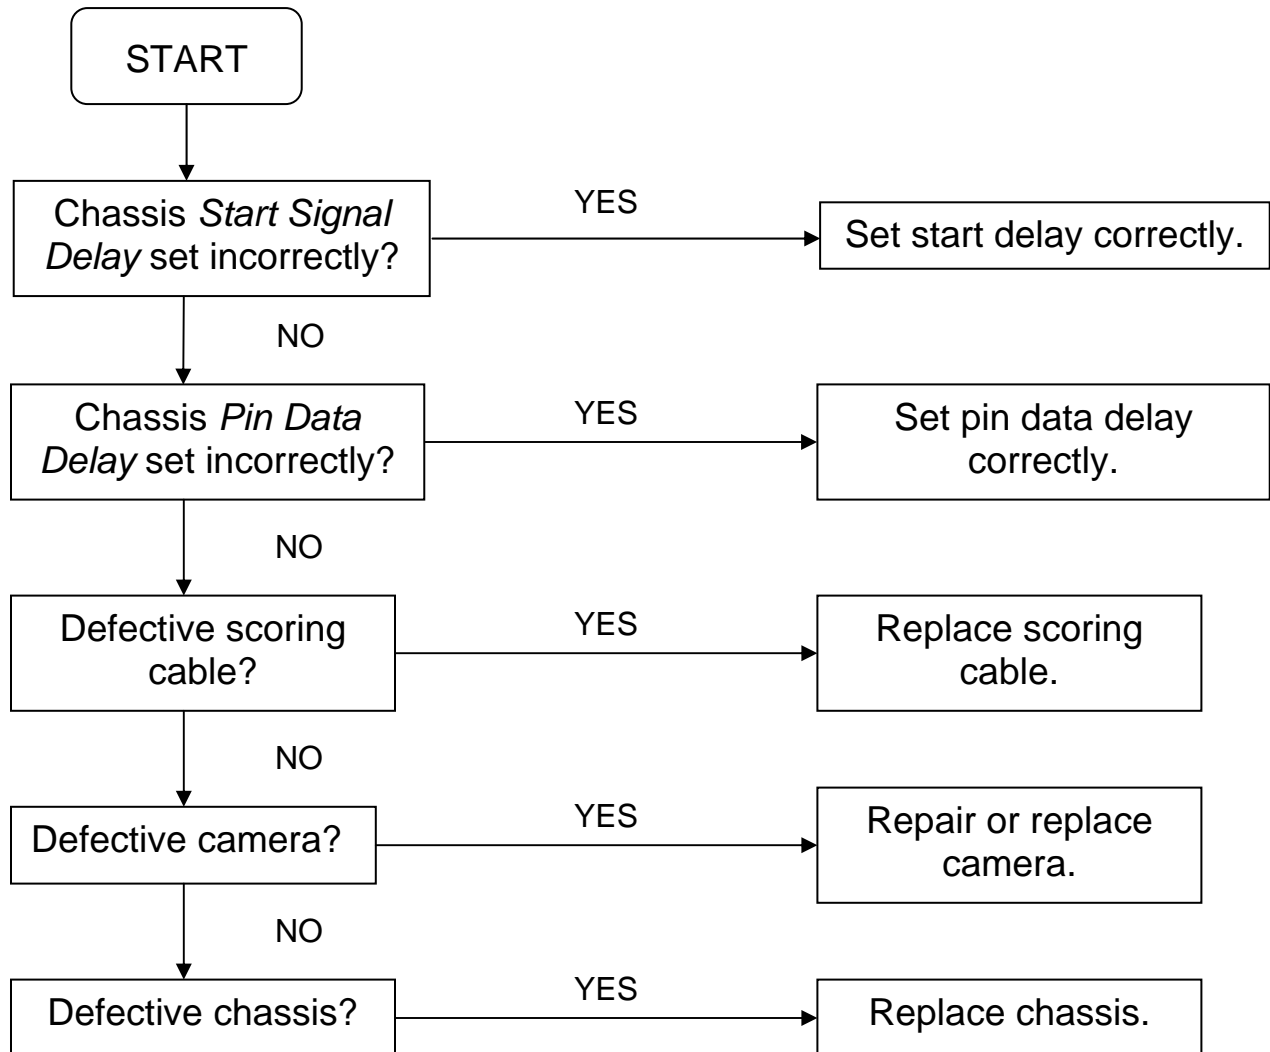 START
Chassis Start Signal
Delay set incorrectly?
YES
Set start delay correctly.
NO
Chassis Pin Data
Delay set incorrectly?
YES
Set pin data delay
correctly.
NO
Defective scoring
cable?
YES
Replace scoring
cable.
NO
Defective camera?
YES
Repair or replace
camera.
NO
Defective chassis?
YES
Replace chassis.